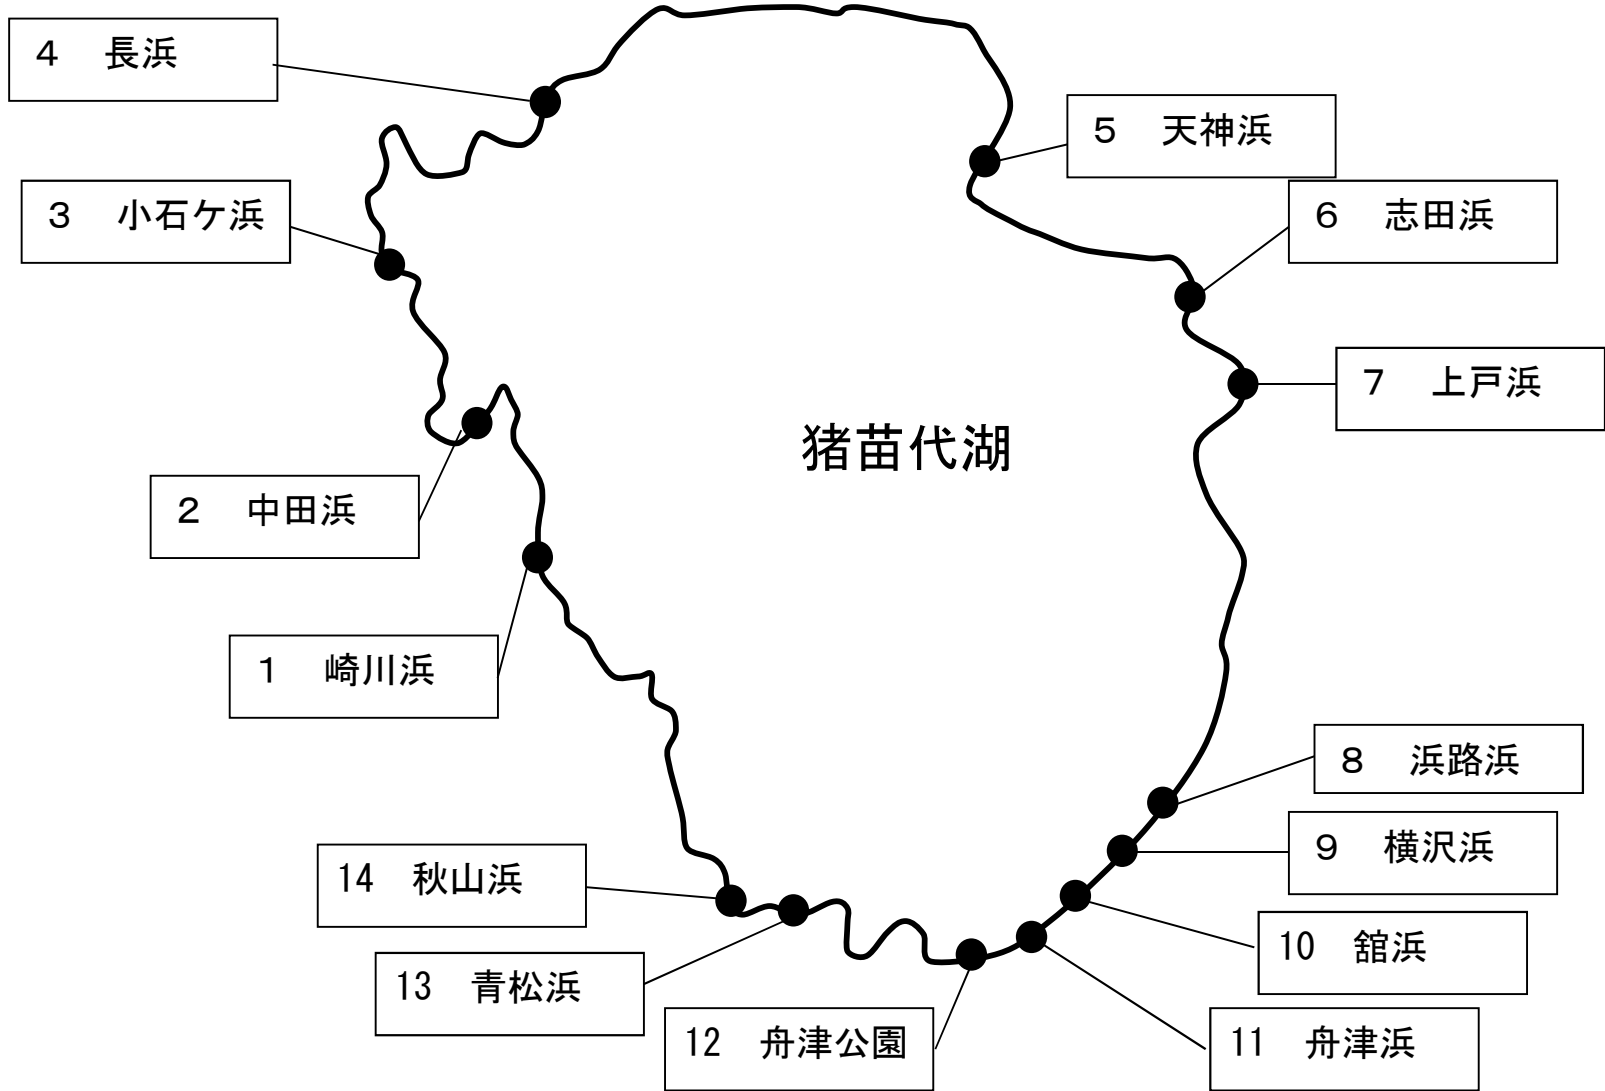 4 長浜
5 天神浜
3 小石ケ浜
6 志田浜
7 上戸浜
猪苗代湖
2 中田浜
1 崎川浜
8 浜路浜
9 横沢浜
14 秋山浜
10 舘浜
13 青松浜
12 舟津公園
11 舟津浜